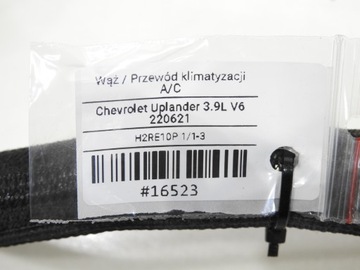 Wąż / Przewód klimatyzacji
A/C
Chevrolet Uplander 3.9L V6
220621
H2RE10P 1/1-3
#16523